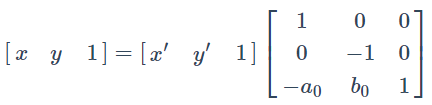 [x y 1] = [x′ y′ 1] [1 0 0
0 −1 0
−a₀ b₀ 1]